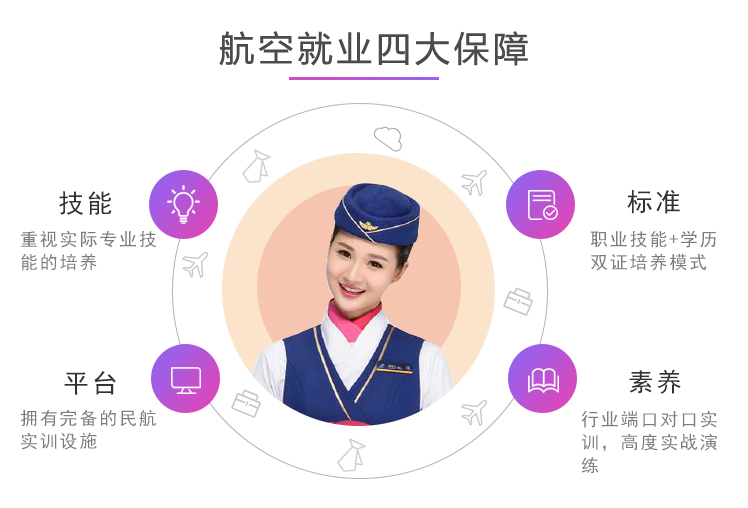 航空就业四大保障
技能
重视实际专业技
能的培养
标准
职业技能+学历
双证培养模式
平台
拥有完备的民航
实训设施
素养
行业端口对口实
训，高度实战演
练